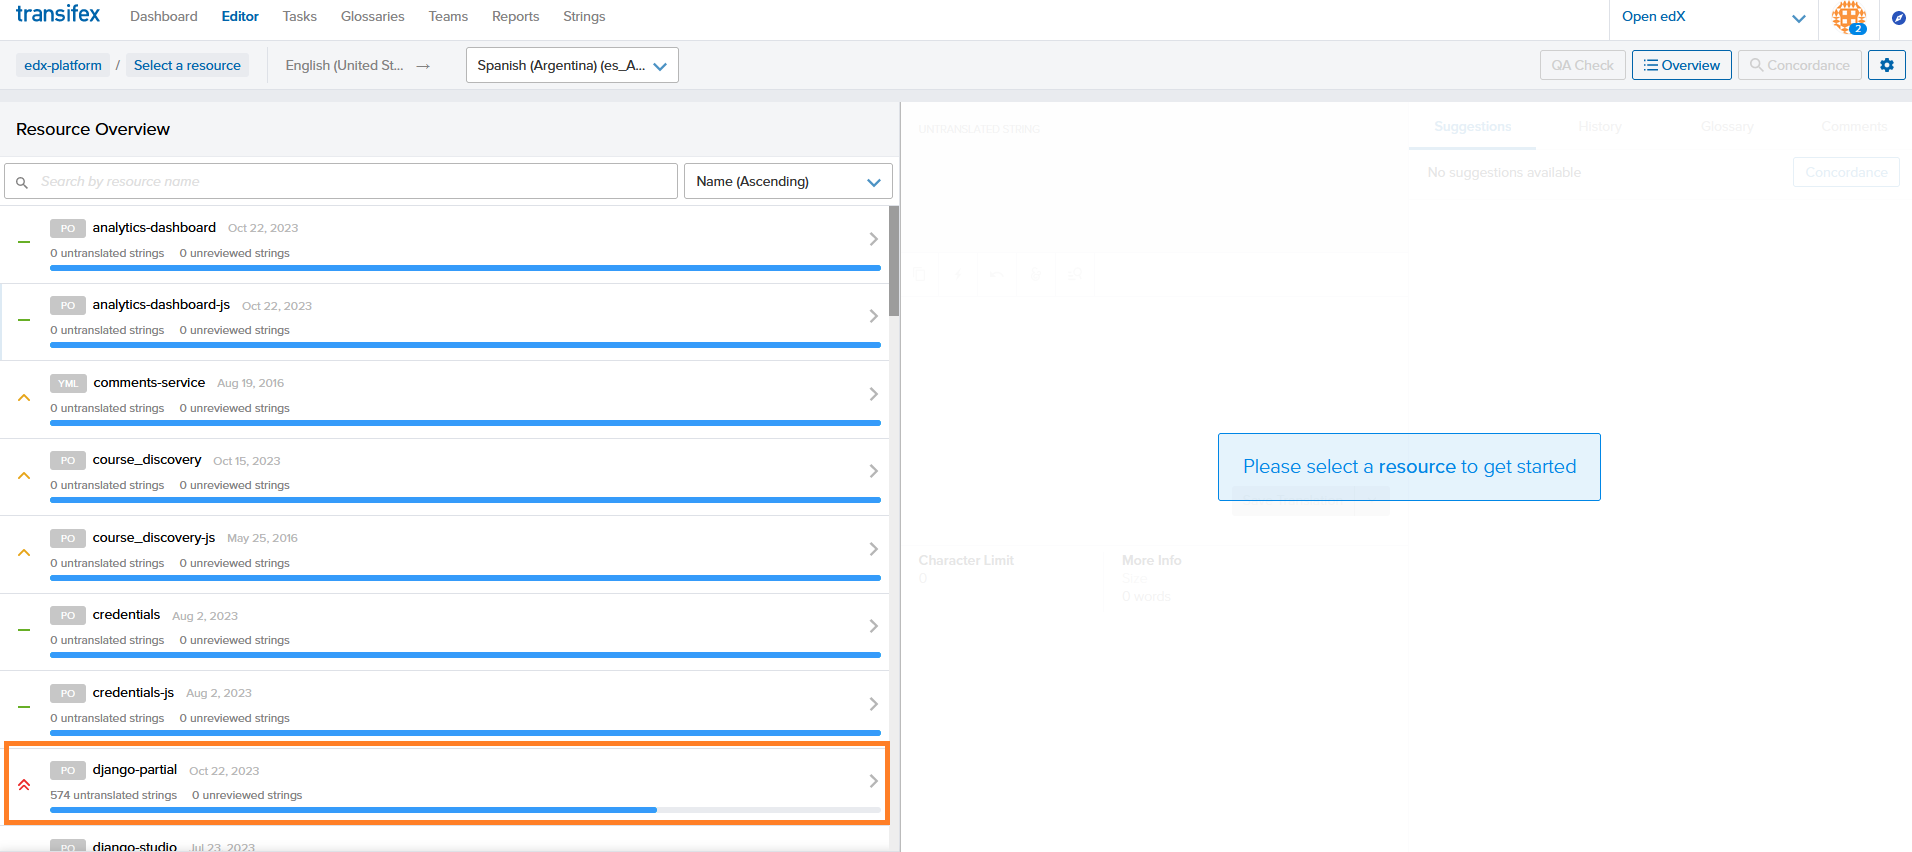 transifex Dashboard Editor Tasks Glossaries Teams Reports Strings Open edX 2
edx-platform / Select a resource English (United St... → Spanish (Argentina) (es_A... QA Check Overview Concordance
Resource Overview
Search by resource name Name (Ascending)
PO analytics-dashboard Oct 22, 2023
0 untranslated strings 0 unreviewed strings
PO analytics-dashboard-js Oct 22, 2023
0 untranslated strings 0 unreviewed strings
YML comments-service Aug 19, 2016
0 untranslated strings 0 unreviewed strings
PO course_discovery Oct 15, 2023
0 untranslated strings 0 unreviewed strings
PO course_discovery-js May 25, 2016
0 untranslated strings 0 unreviewed strings
PO credentials Aug 2, 2023
0 untranslated strings 0 unreviewed strings
PO credentials-js Aug 2, 2023
0 untranslated strings 0 unreviewed strings
PO django-partial Oct 22, 2023
574 untranslated strings 0 unreviewed strings
PO django-studio Jul 23, 2023
UNTRANSLATED STRING
Suggestions History Glossary Comments
No suggestions available Concordance
Please select a resource to get started
Character Limit
0
More Info
Size
0 words